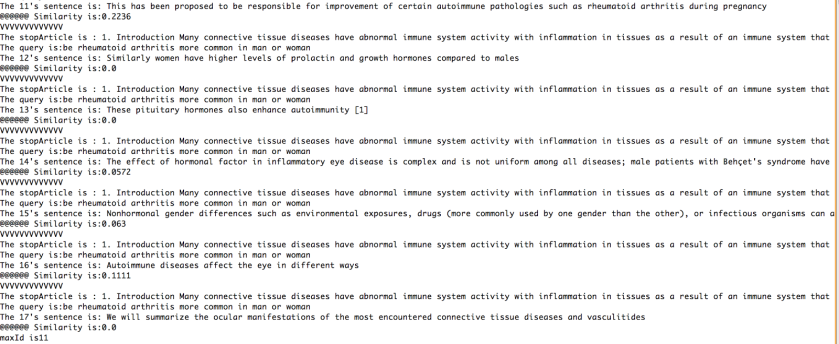 The 11's sentence is: This has been proposed to be responsible for improvement of certain autoimmune pathologies such as rheumatoid arthritis during pregnancy
@@@@@@ Similarity is:0.2236
VVVVVVVVVVVVV
The stopArticle is : 1. Introduction Many connective tissue diseases have abnormal immune system activity with inflammation in tissues as a result of an immune system that
The query is:be rheumatoid arthritis more common in man or woman
The 12's sentence is: Similarly women have higher levels of prolactin and growth hormones compared to males
@@@@@@ Similarity is:0.0
VVVVVVVVVVVVV
The stopArticle is : 1. Introduction Many connective tissue diseases have abnormal immune system activity with inflammation in tissues as a result of an immune system that
The query is:be rheumatoid arthritis more common in man or woman
The 13's sentence is: These pituitary hormones also enhance autoimmunity [1]
@@@@@@ Similarity is:0.0
VVVVVVVVVVVVV
The stopArticle is : 1. Introduction Many connective tissue diseases have abnormal immune system activity with inflammation in tissues as a result of an immune system that
The query is:be rheumatoid arthritis more common in man or woman
The 14's sentence is: The effect of hormonal factor in inflammatory eye disease is complex and is not uniform among all diseases; male patients with Behçet's syndrome have
@@@@@@ Similarity is:0.0572
VVVVVVVVVVVVV
The stopArticle is : 1. Introduction Many connective tissue diseases have abnormal immune system activity with inflammation in tissues as a result of an immune system that
The query is:be rheumatoid arthritis more common in man or woman
The 15's sentence is: Nonhormonal gender differences such as environmental exposures, drugs (more commonly used by one gender than the other), or infectious organisms can a
@@@@@@ Similarity is:0.063
VVVVVVVVVVVVV
The stopArticle is : 1. Introduction Many connective tissue diseases have abnormal immune system activity with inflammation in tissues as a result of an immune system that
The query is:be rheumatoid arthritis more common in man or woman
The 16's sentence is: Autoimmune diseases affect the eye in different ways
@@@@@@ Similarity is:0.1111
VVVVVVVVVVVVV
The stopArticle is : 1. Introduction Many connective tissue diseases have abnormal immune system activity with inflammation in tissues as a result of an immune system that
The query is:be rheumatoid arthritis more common in man or woman
The 17's sentence is: We will summarize the ocular manifestations of the most encountered connective tissue diseases and vasculitides
@@@@@@ Similarity is:0.0
maxId is11